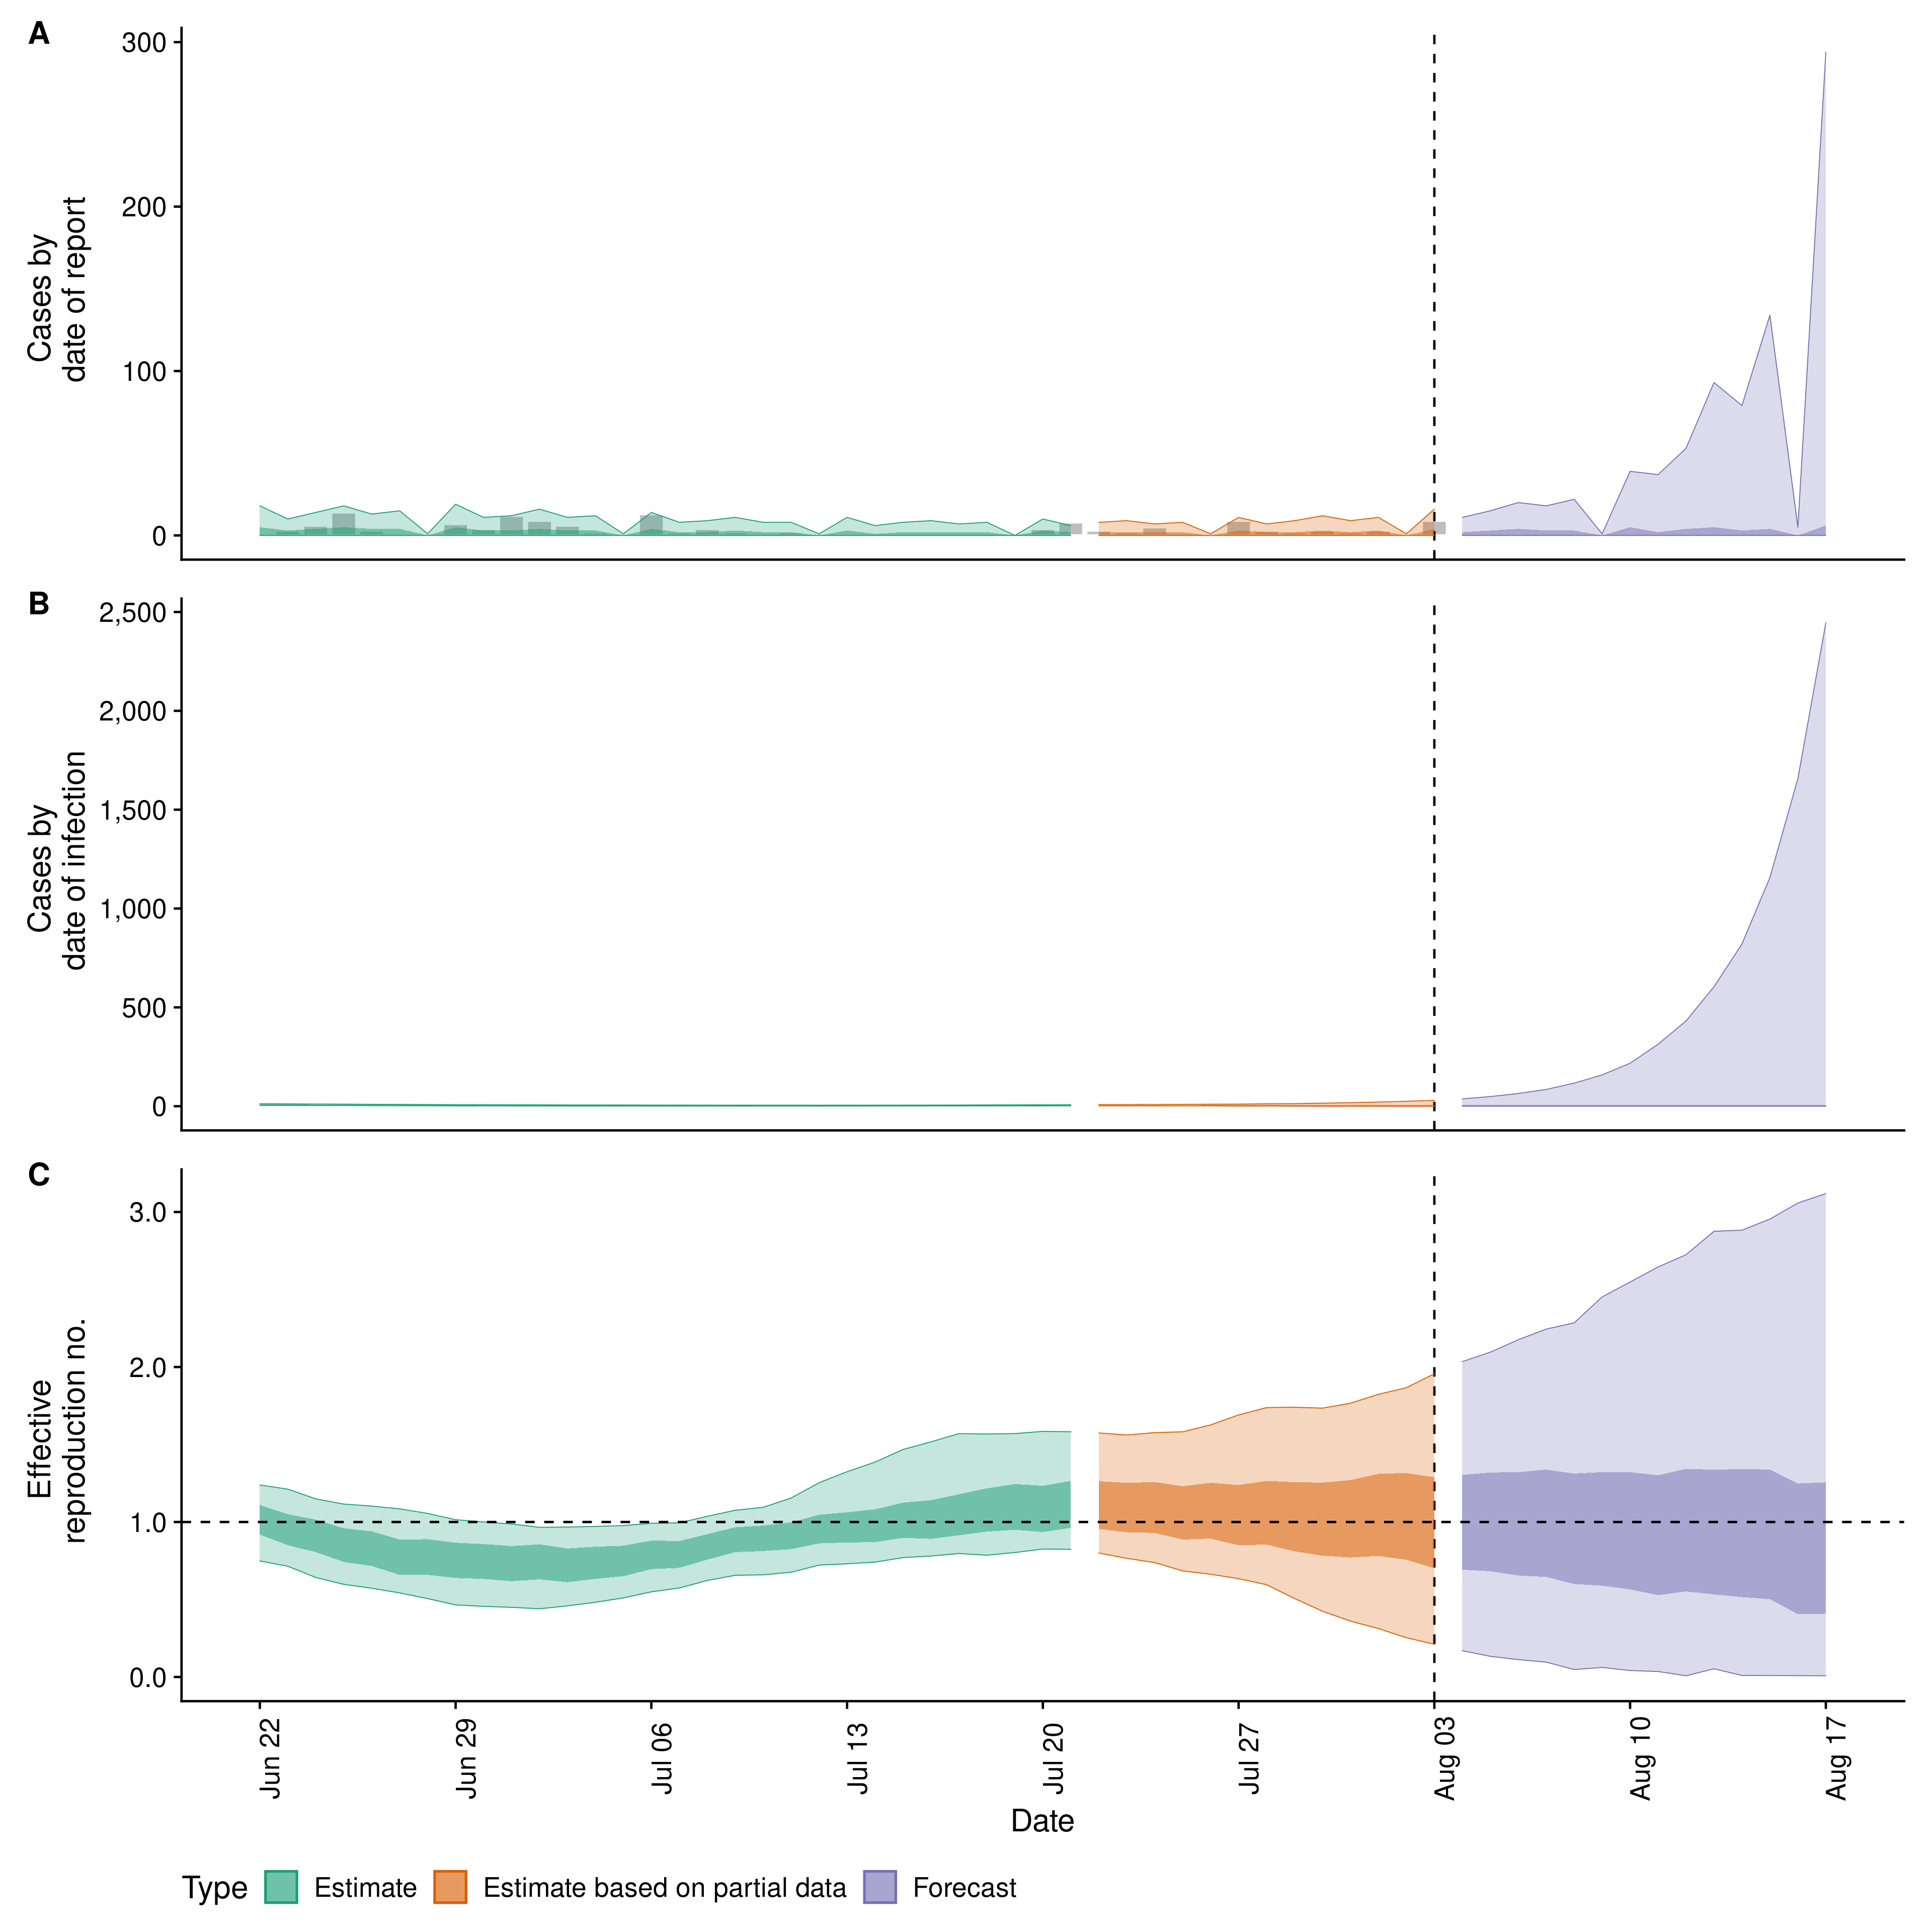 A
300
200
100
0
Cases by
date of report
B
2,500
2,000
1,500
1,000
500
0
Cases by
date of infection
C
3.0
2.0
1.0
0.0
Effective
reproduction no.
Jun 22
Jun 29
Jul 06
Jul 13
Jul 20
Jul 27
Aug 03
Aug 10
Aug 17
Date
Type Estimate Estimate based on partial data Forecast